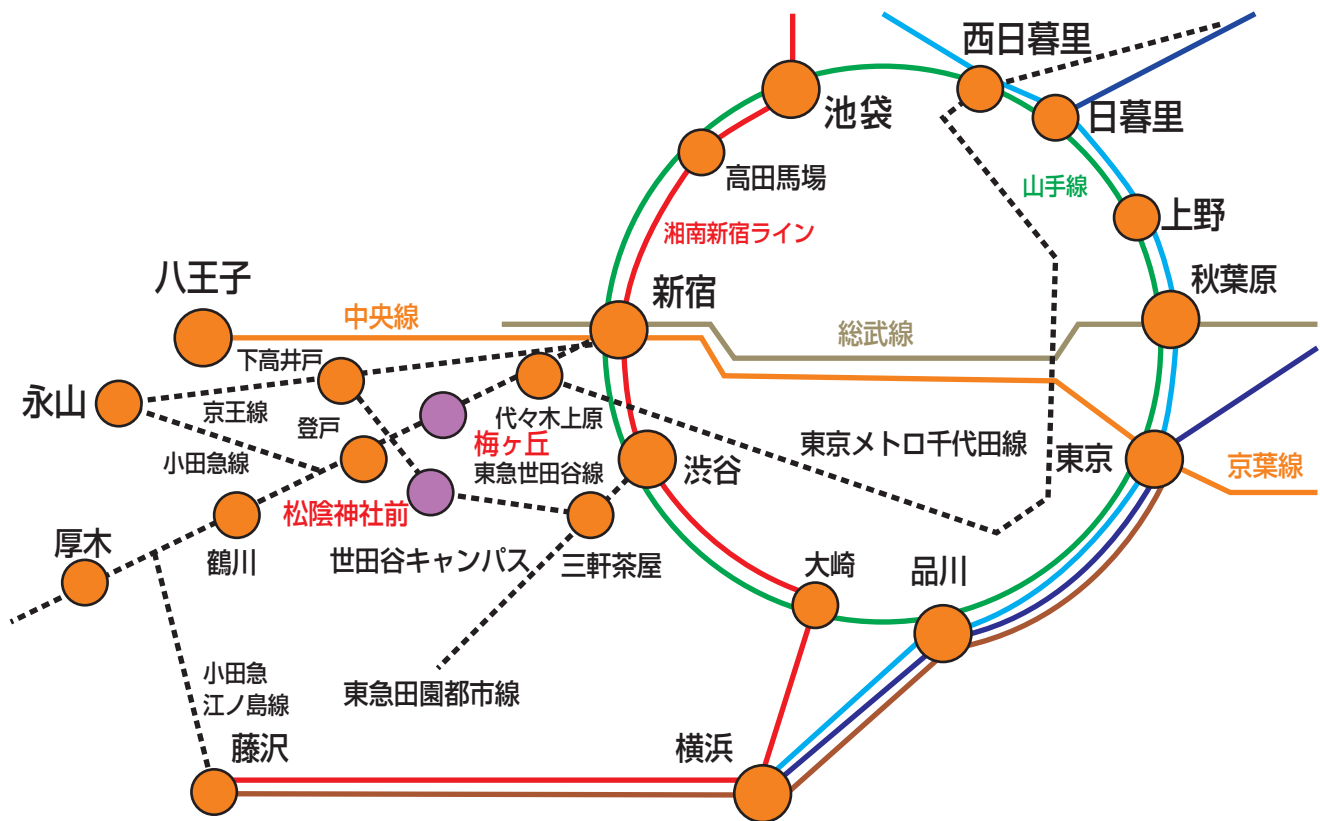 西日暮里
池袋
日暮里
高田馬場
山手線
上野
湘南新宿ライン
八王子
新宿
秋葉原
中央線
総武線
下高井戸
永山
京王線
代々木上原
登戸
梅ヶ丘
東京メトロ千代田線
小田急線
東急世田谷線
渋谷
東京
京葉線
松陰神社前
厚木
鶴川
世田谷キャンパス
三軒茶屋
大崎
品川
小田急
江ノ島線
東急田園都市線
藤沢
横浜